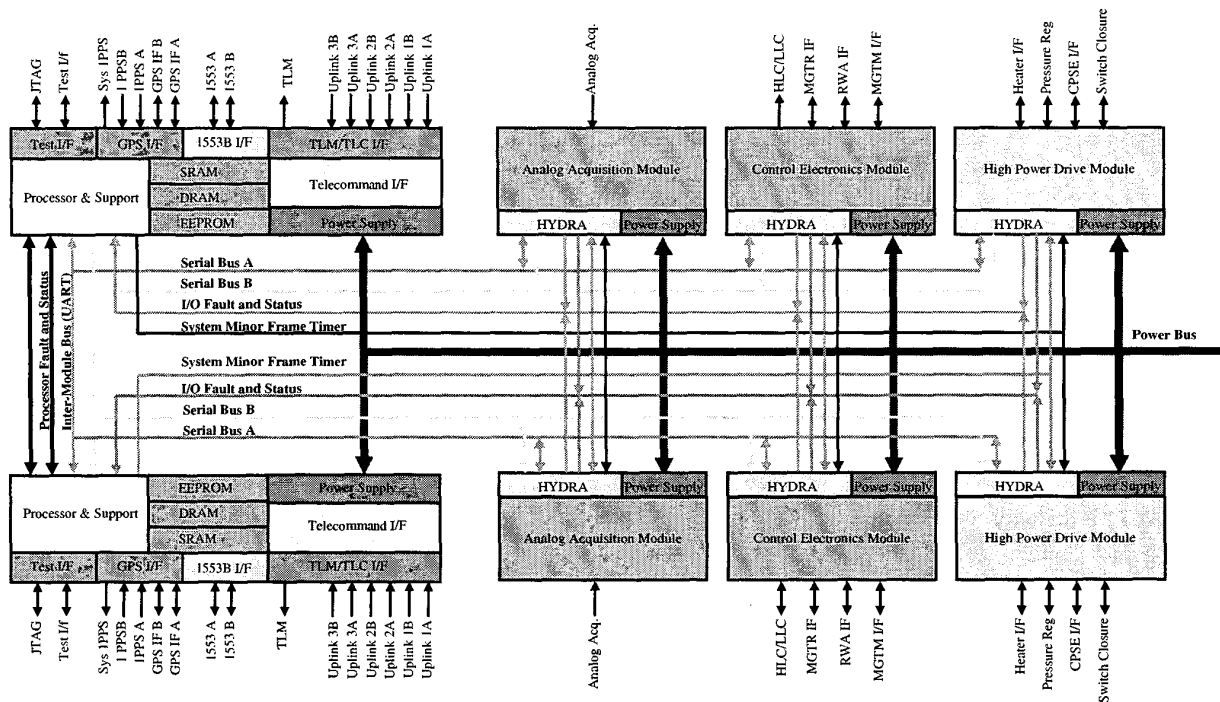 JTAG
Test I/f
Sys 1PPS
1 PPSB
1PPS A
GPS IF B
GPS IF A
1553 A
1553 B
TLM
Uplink 3B
Uplink 3A
Uplink 2B
Uplink 2A
Uplink 1B
Uplink 1A
Analog Acq.
HLC/LLC
MGTR IF
RWA IF
MGTM I/F
Heater I/F
Pressure Reg
CPSE I/F
Switch Closure
Test I/F
GPS I/F
1553B I/F
TLM/TLC I/F
Processor & Support
SRAM
DRAM
EEPROM
Telecommand I/F
Power Supply
Analog Acquisition Module
HYDRA
Power Supply
Control Electronics Module
HYDRA
Power Supply
High Power Drive Module
HYDRA
Power Supply
Serial Bus A
Serial Bus B
I/O Fault and Status
System Minor Frame Timer
Processor Fault and Status
Inter-Module Bus (UART)
Power Bus
System Minor Frame Timer
I/O Fault and Status
Serial Bus B
Serial Bus A
Processor & Support
EEPROM
DRAM
SRAM
Power Supply
Telecommand I/F
Test I/F
GPS I/F
1553B I/F
TLM/TLC I/F
HYDRA
Power Supply
Analog Acquisition Module
HYDRA
Power Supply
Control Electronics Module
HYDRA
Power Supply
High Power Drive Module
JTAG
Test I/f
Sys 1PPS
1 PPSB
1PPS A
GPS IF B
GPS IF A
1553 A
1553 B
TLM
Uplink 3B
Uplink 3A
Uplink 2B
Uplink 2A
Uplink 1B
Uplink 1A
Analog Acq.
HLC/LLC
MGTR IF
RWA IF
MGTM I/F
Heater I/F
Pressure Reg
CPSE I/F
Switch Closure